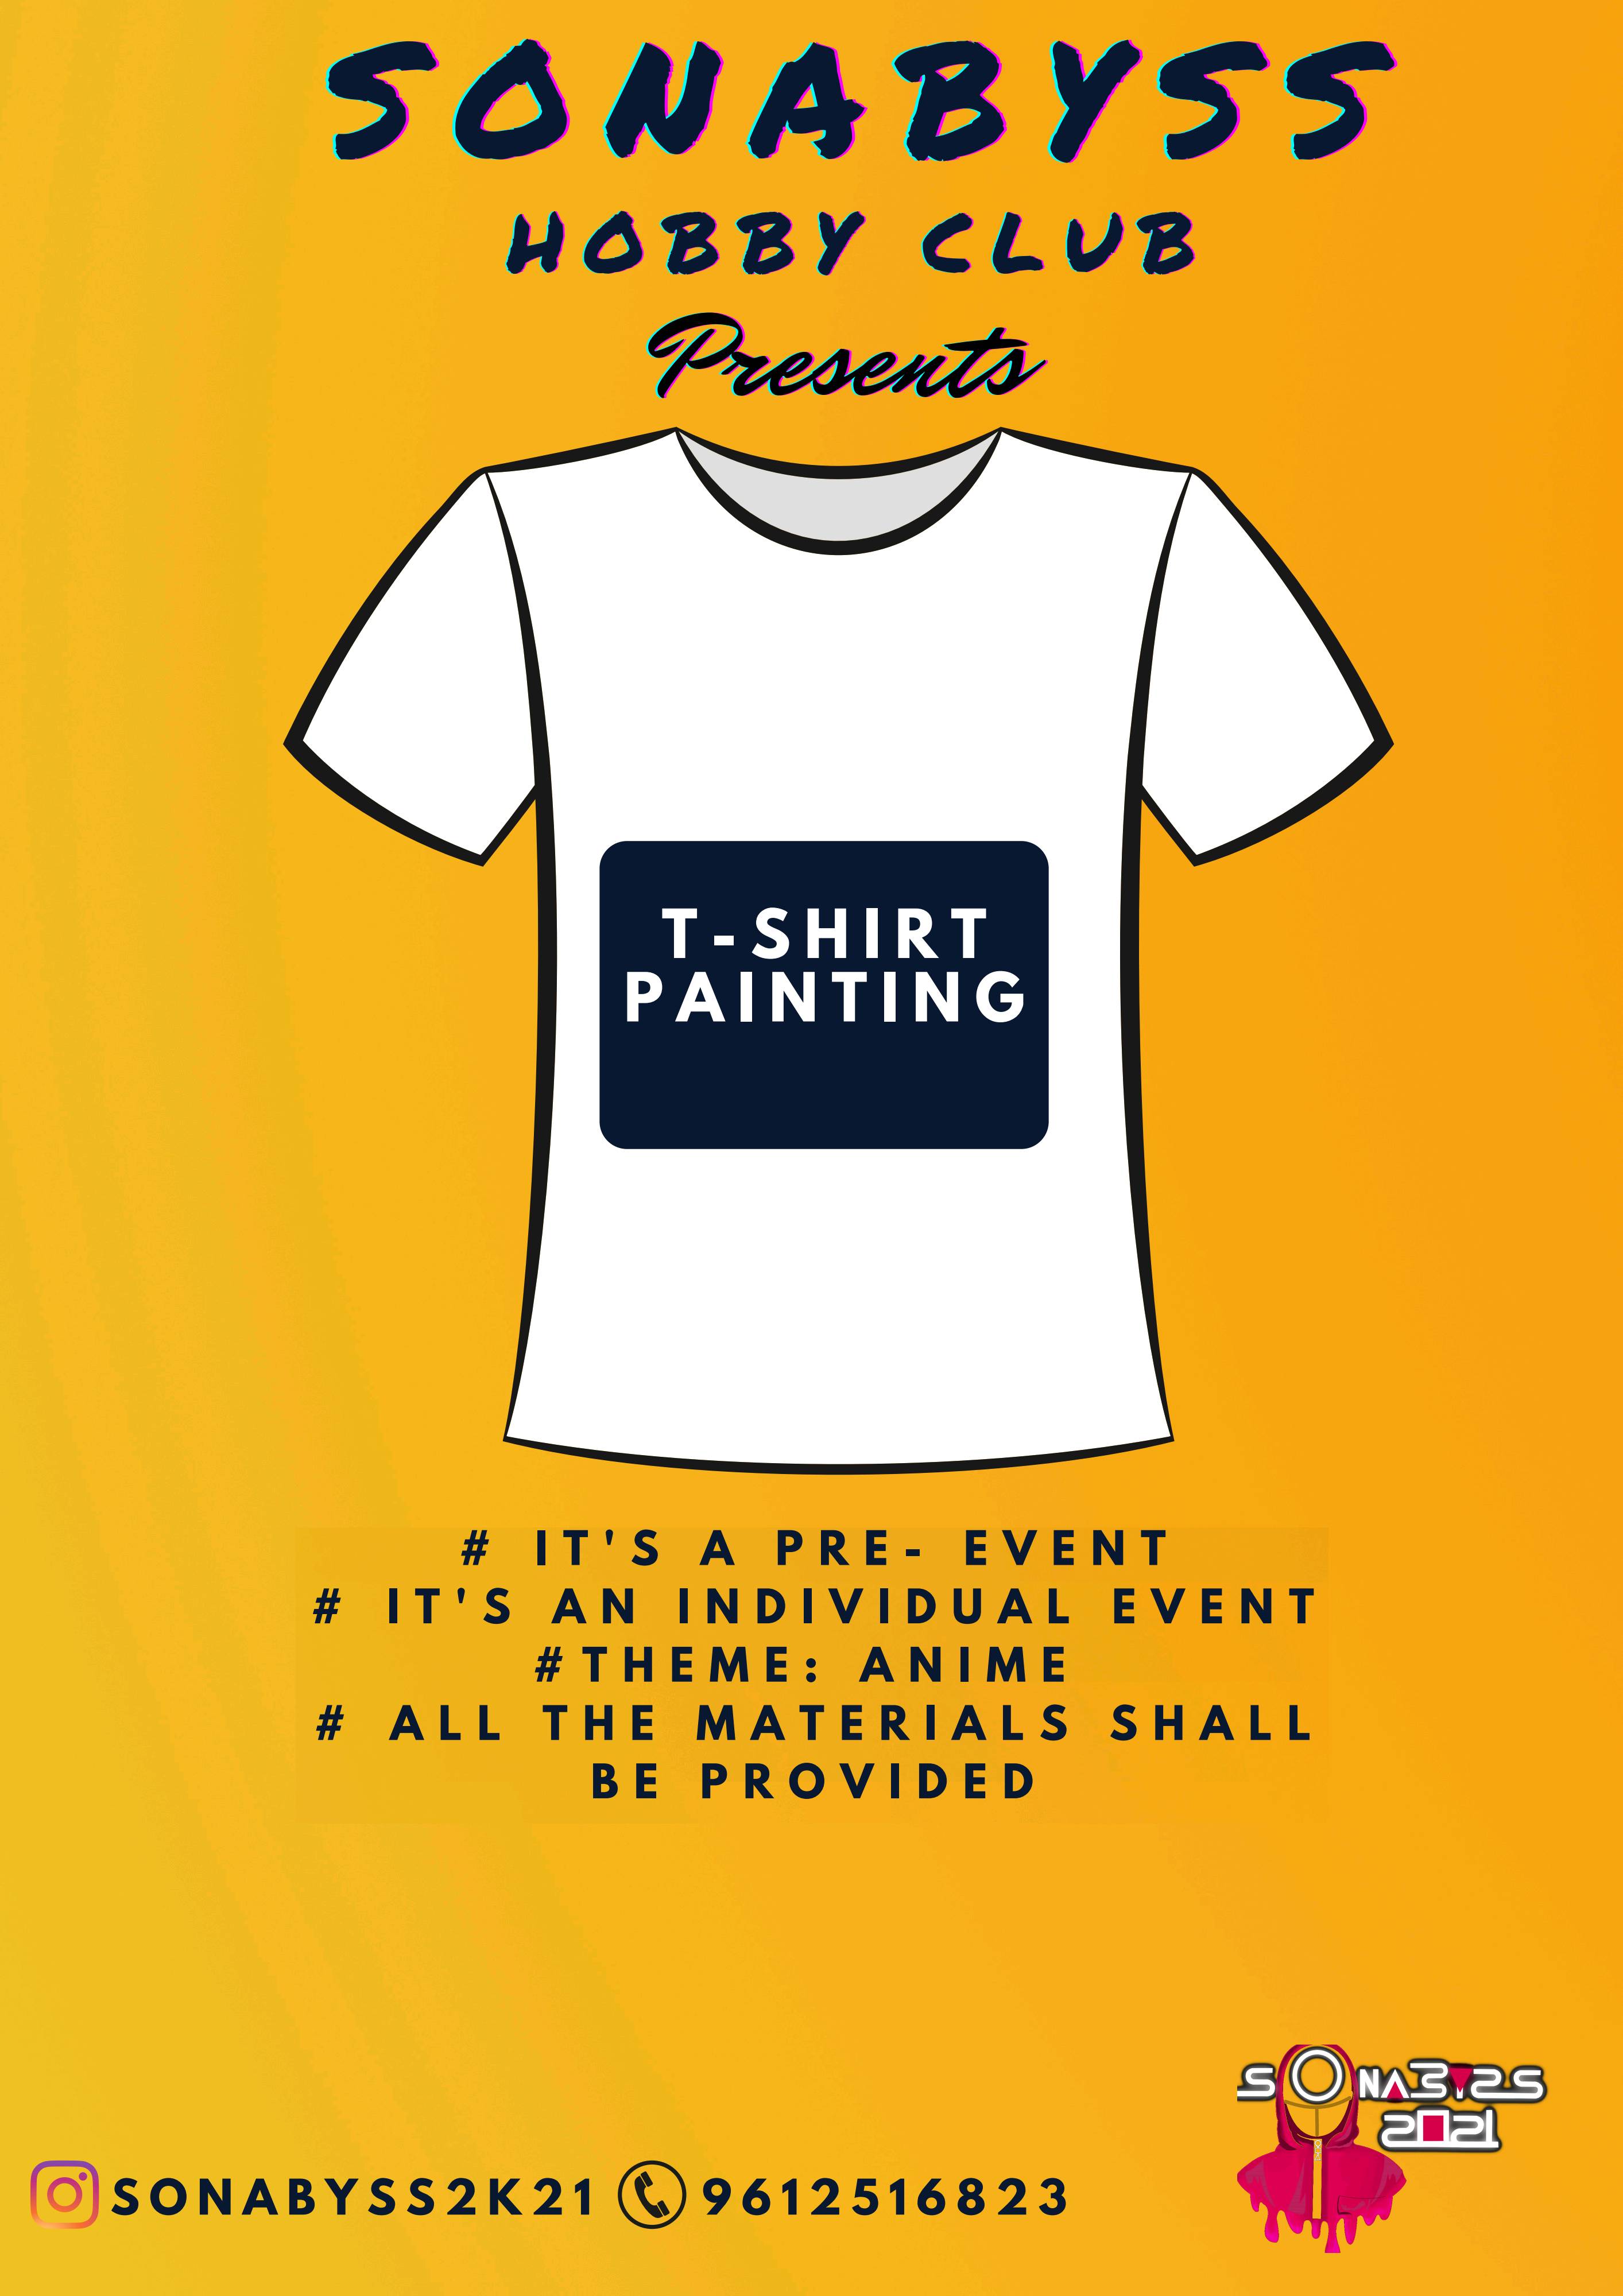 SONABYSS
HOBBY CLUB
Presents
T-SHIRT
PAINTING
# IT'S A PRE- EVENT
# IT'S AN INDIVIDUAL EVENT
#THEME: ANIME
# ALL THE MATERIALS SHALL
BE PROVIDED
SONABYSS
2021
SONABYSS2K21 9612516823